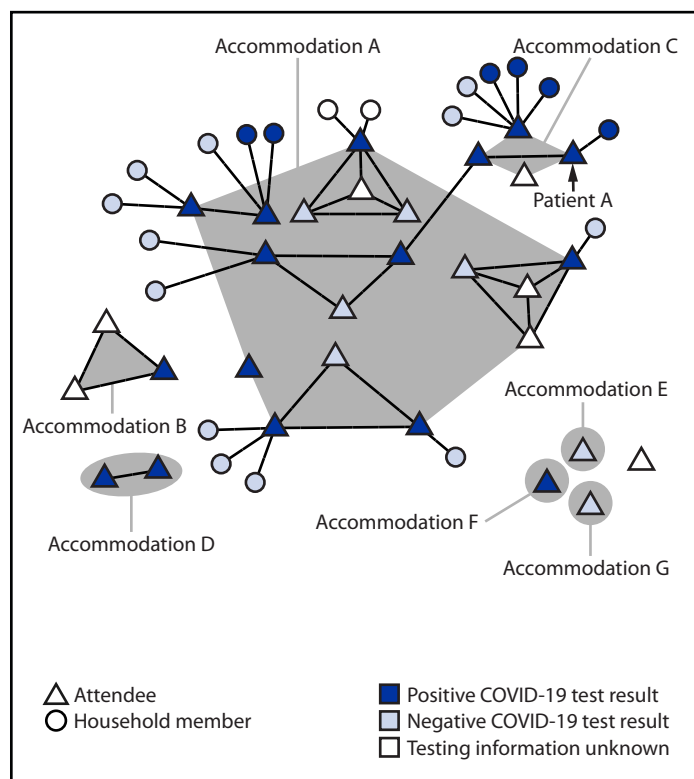 Accommodation A
Accommodation C
Patient A
Accommodation E
Accommodation B
Accommodation F
Accommodation D
Accommodation G
Attendee
Household member
Positive COVID-19 test result
Negative COVID-19 test result
Testing information unknown